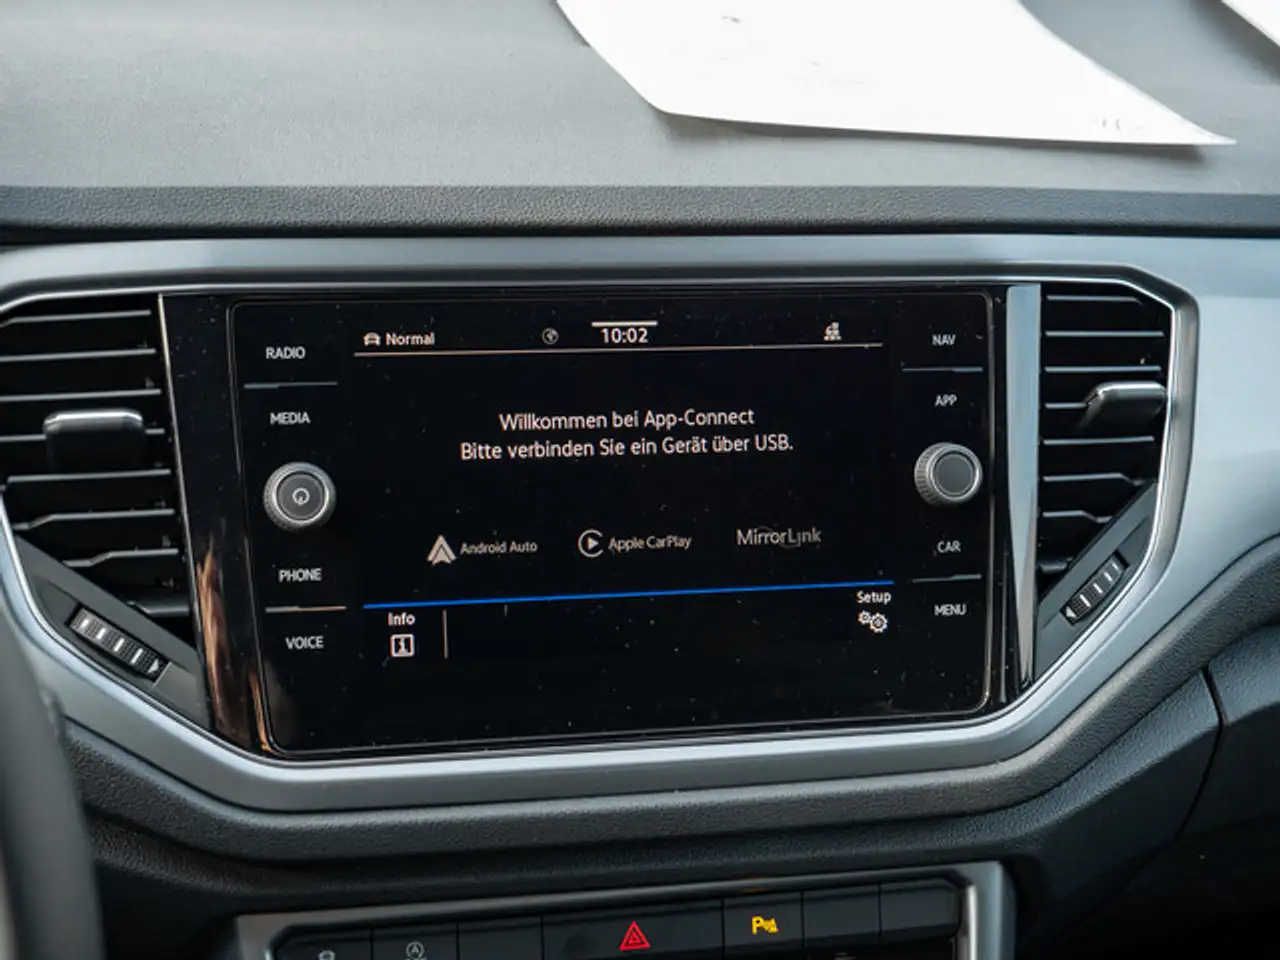 Normal
10:02
RADIO
NAV
MEDIA
APP
Willkommen bei App-Connect
Bitte verbinden Sie ein Gerät über USB.
Android Auto
Apple CarPlay
MirrorLink
PHONE
CAR
VOICE
MENU
Info
Setup
P
A